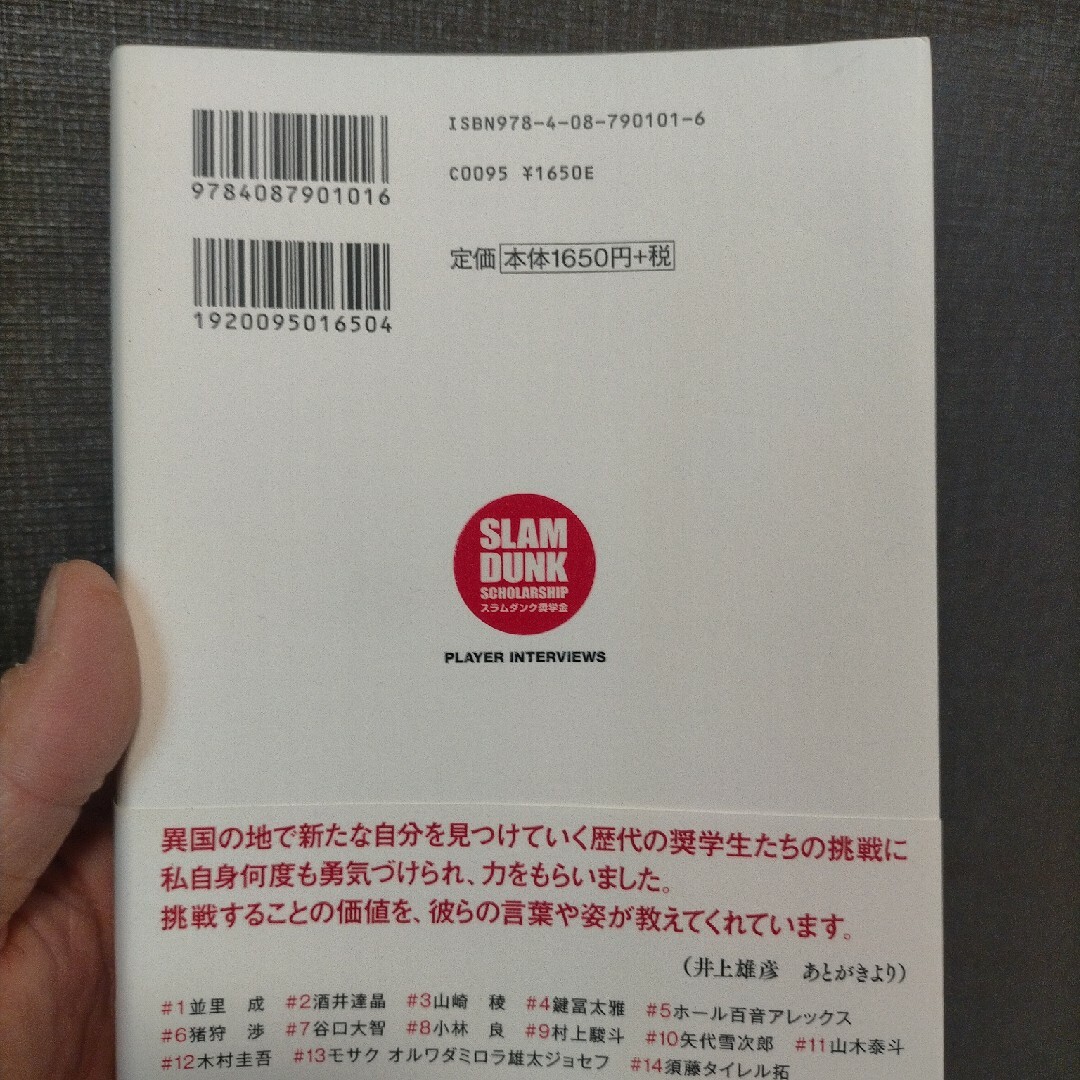 ISBN978-4-08-790101-6
9784087901016
C0095 ¥1650E
定価 本体1650円+税
1920095016504
SLAM
DUNK
SCHOLARSHIP
スラムダンク奨学金
PLAYER INTERVIEWS
異国の地で新たな自分を見つけていく歴代の奨学生たちの挑戦に
私自身何度も勇気づけられ、力をもらいました。
挑戦することの価値を、彼らの言葉や姿が教えてくれています。
(井上雄彦 あとがきより)
#1並里 成 #2酒井達晶 #3山崎 稜 #4鍵冨太雅 #5ホール百音アレックス
#6猪狩 渉 #7谷口大智 #8小林 良 #9村上駿斗 #10矢代雪次郎 #11山木泰斗
#12木村圭吾 #13モサク オルワダミロラ雄太ジョセフ #14須藤タイレル拓